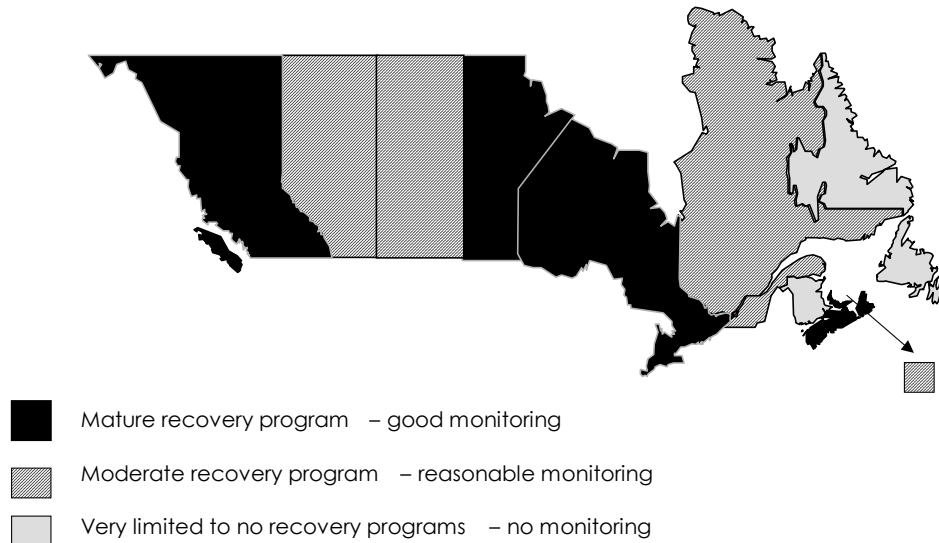 Mature recovery program – good monitoring
Moderate recovery program – reasonable monitoring
Very limited to no recovery programs – no monitoring